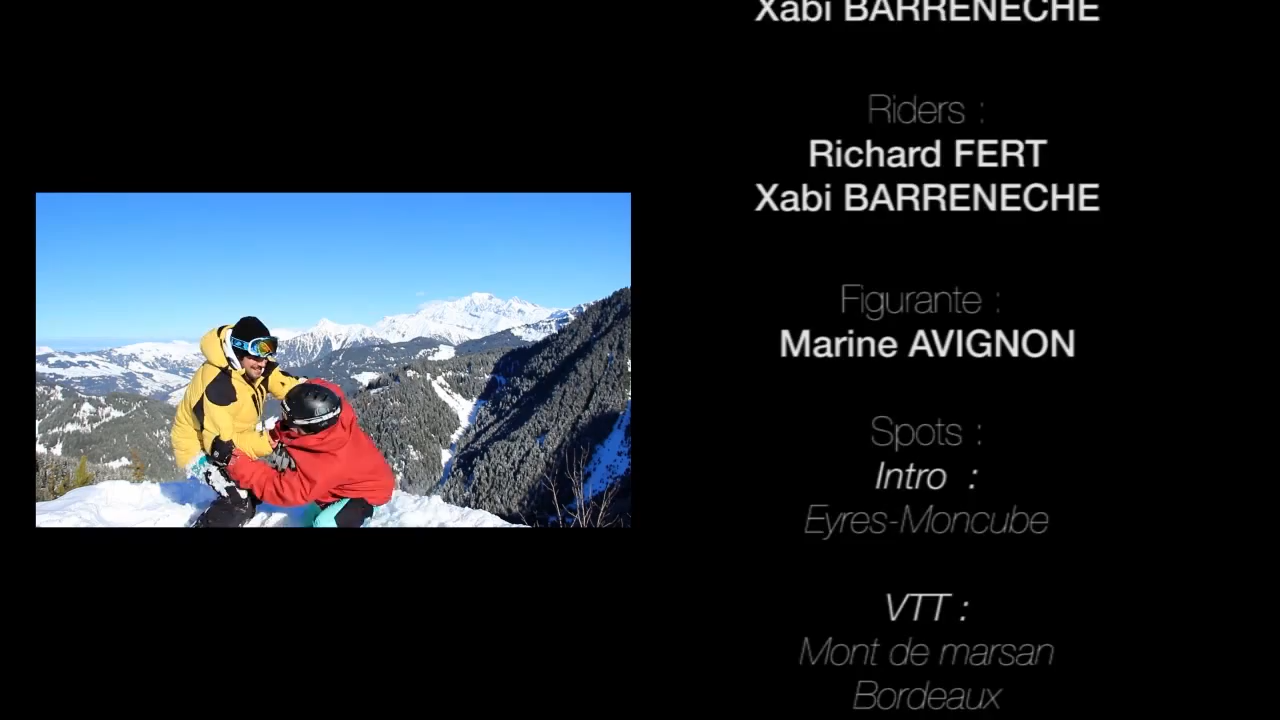 Xabi BARRENECHE
Riders :
Richard FERT
Xabi BARRENECHE
Figurante :
Marine AVIGNON
Spots :
Intro :
Eyres-Moncube
VTT :
Mont de marsan
Bordeaux